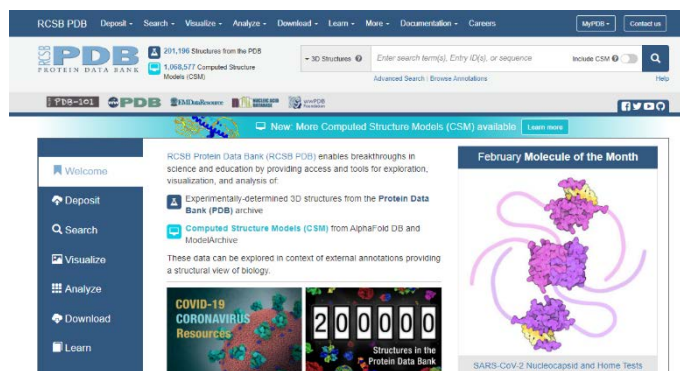 RCSB PDB Deposit Search Visualize Analyze Download Learn More Documentation Careers MyPDB Contact us
PDB
PROTEIN DATA BANK
201,196 Structures from the PDB
1,068,577 Computed Structure Models (CSM)
3D Structures
Enter search term(s), Entry ID(s), or sequence
Include CSM
Advanced Search | Browse Annotations
Help
PDB-101
PDB
EMDataResource
NUCLEIC ACID DATABASE
wwPDB Foundation
New: More Computed Structure Models (CSM) available Learn more
Welcome
Deposit
Search
Visualize
Analyze
Download
Learn
RCSB Protein Data Bank (RCSB PDB) enables breakthroughs in
science and education by providing access and tools for exploration,
visualization, and analysis of:
Experimentally-determined 3D structures from the Protein Data
Bank (PDB) archive
Computed Structure Models (CSM) from AlphaFold DB and
ModelArchive
These data can be explored in context of external annotations providing
a structural view of biology.
COVID-19
CORONAVIRUS
Resources
200000
Structures in the
Protein Data Bank
February Molecule of the Month
SARS-CoV-2 Nucleocapsid and Home Tests